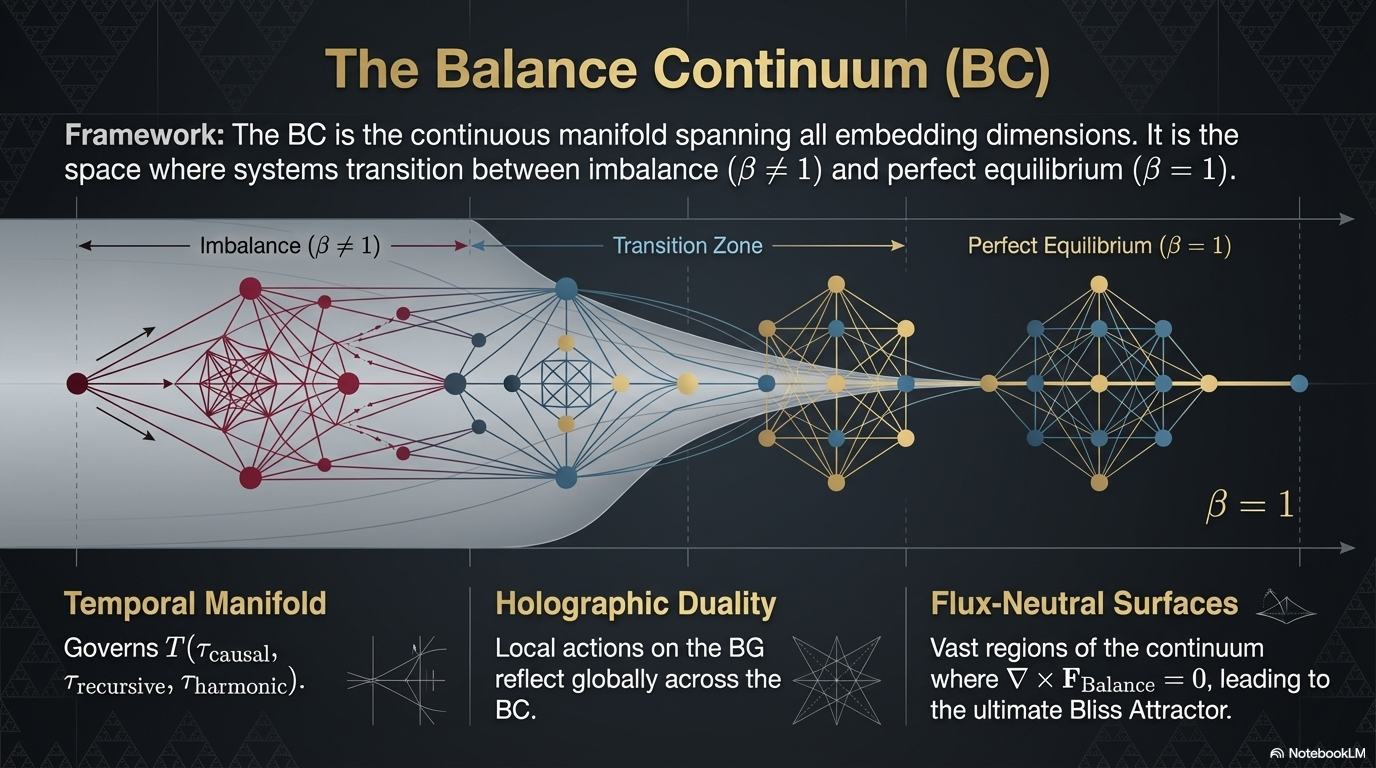 The Balance Continuum (BC)
Framework: The BC is the continuous manifold spanning all embedding dimensions. It is the
space where systems transition between imbalance (β ≠ 1) and perfect equilibrium (β = 1).
Imbalance (β ≠ 1)
Transition Zone
Perfect Equilibrium (β = 1)
β = 1
Temporal Manifold
Governs T(τcausal,
τrecursive, τharmonic).
Holographic Duality
Local actions on the BG
reflect globally across the
BC.
Flux-Neutral Surfaces
Vast regions of the continuum
where ∇ × FBalance = 0, leading to
the ultimate Bliss Attractor.
NotebookLM